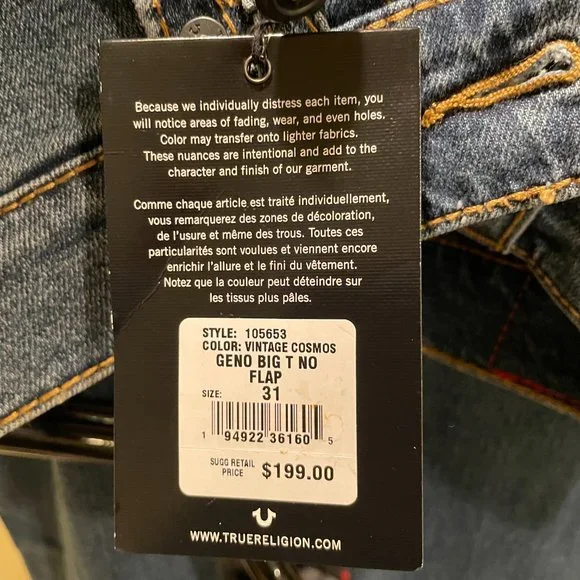 Because we individually distress each item, you
will notice areas of fading, wear, and even holes.
Color may transfer onto lighter fabrics.
These nuances are intentional and add to the
character and finish of our garment.
Comme chaque article est traité individuellement,
vous remarquerez des zones de décoloration,
de l'usure et même des trous. Toutes ces
particularités sont voulues et viennent encore
enrichir l'allure et le fini du vêtement.
Notez que la couleur peut déteindre sur
les tissus plus pâles.
STYLE: 105653
COLOR: VINTAGE COSMOS
GENO BIG T NO
FLAP
SIZE: 31
1 94922 36160 5
SUGG RETAIL
PRICE $199.00
WWW.TRUERELIGION.COM